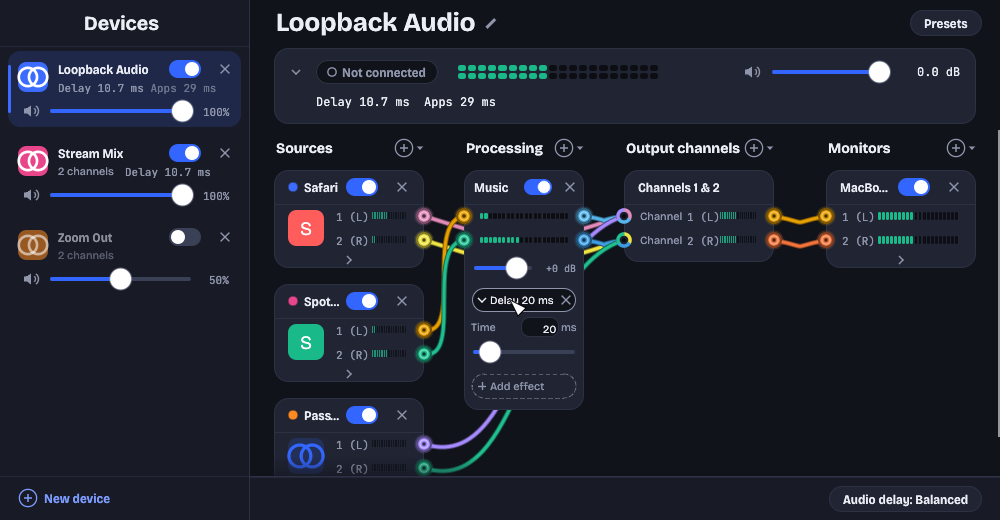 Devices
Loopback Audio
Delay 10.7 ms Apps 29 ms
100%
Stream Mix
2 channels Delay 10.7 ms
100%
Zoom Out
2 channels
50%
New device
Loopback Audio
Presets
Not connected
0.0 dB
Delay 10.7 ms Apps 29 ms
Sources
Processing
Output channels
Monitors
Safari
S
1 (L)
2 (R)
Spot...
S
1 (L)
2 (R)
Pass...
1 (L)
2 (R)
Music
+0 dB
Delay 20 ms
Time 20 ms
+ Add effect
Channels 1 & 2
Channel 1 (L)
Channel 2 (R)
MacBo...
1 (L)
2 (R)
Audio delay: Balanced